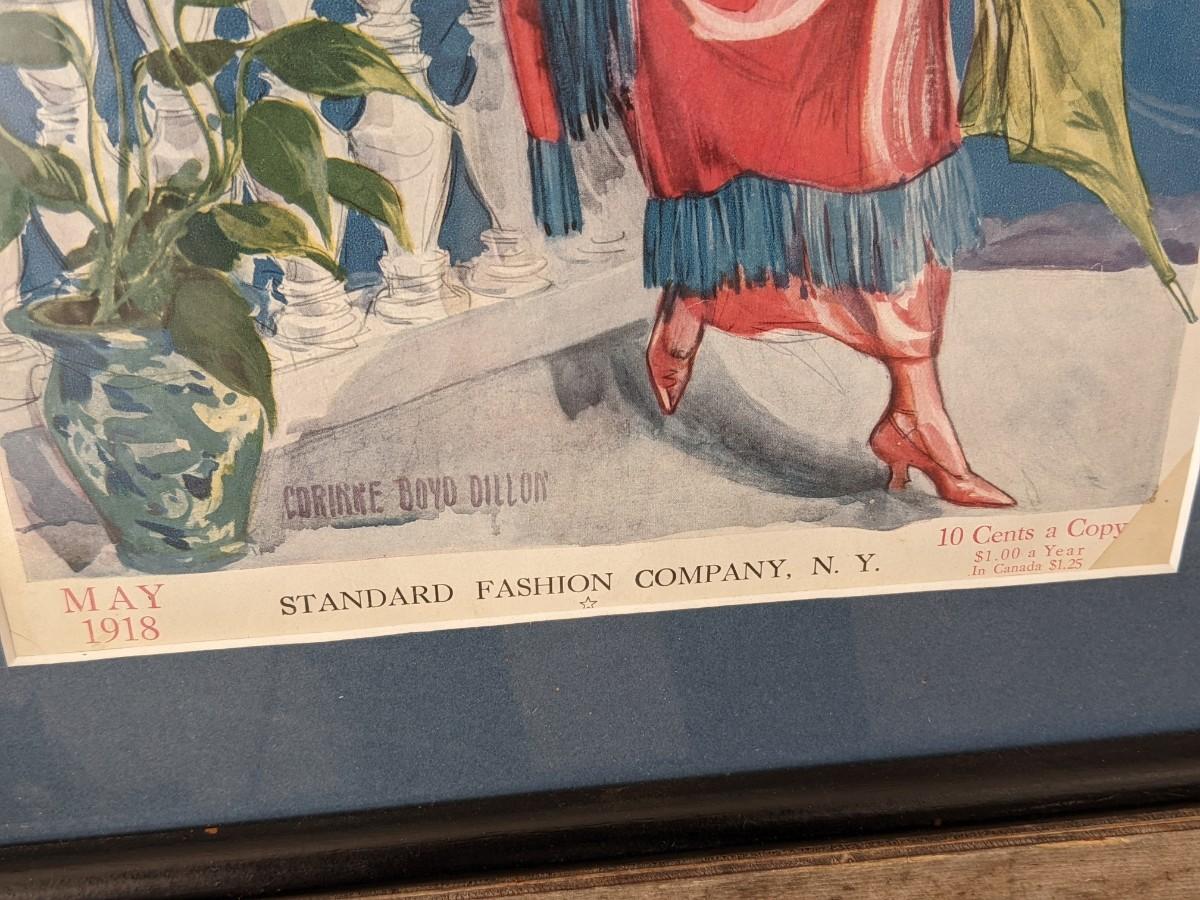 CORINNE BOYD DILLON
10 Cents a Copy
$1.00 a Year
In Canada $1.25
STANDARD FASHION COMPANY, N. Y.
MAY
1918